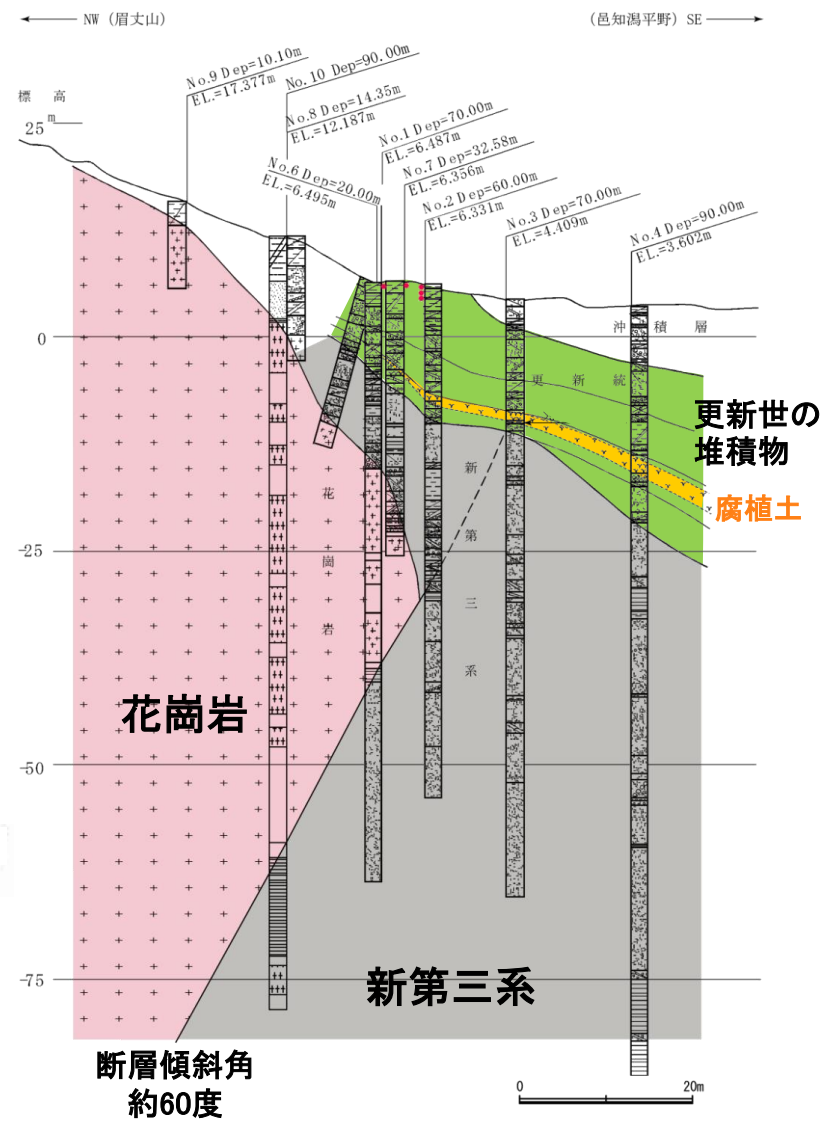 NW（眉丈山）
（邑知潟平野）SE
標高
25 m
No.9 Dep=10.10m
EL.=17.377m
No.10 Dep=90.00m
No.8 Dep=14.35m
EL.=12.187m
No.1 Dep=70.00m
EL.=6.487m
No.7 Dep=32.58m
EL.=6.356m
No.6 Dep=20.00m
EL.=6.495m
No.2 Dep=60.00m
EL.=6.331m
No.3 Dep=70.00m
EL.=4.409m
No.4 Dep=90.00m
EL.=3.602m
0
沖積層
更新統
更新世の
堆積物
腐植土
新第三系
花崗岩
-25
花崗岩
-50
新第三系
-75
断層傾斜角
約60度
0 20m